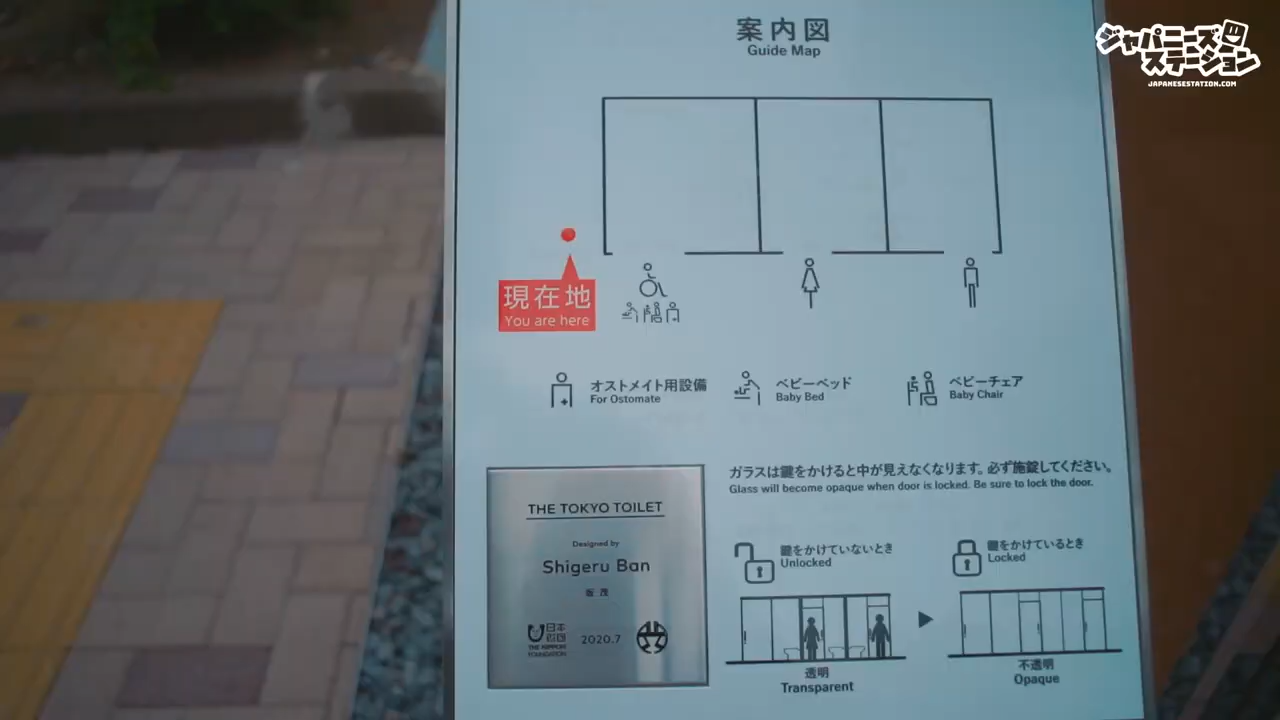 案内図
Guide Map
ジャパニーズ
ステーション
JAPANESESTATION.COM
現在地
You are here
オストメイト用設備
For Ostomate
ベビーベッド
Baby Bed
ベビーチェア
Baby Chair
ガラスは鍵をかけると中が見えなくなります。必ず施錠してください。
Glass will become opaque when door is locked. Be sure to lock the door.
THE TOKYO TOILET
Designed by
Shigeru Ban
坂 茂
日本
財団
THE NIPPON
FOUNDATION
2020.7
鍵をかけていないとき
Unlocked
鍵をかけているとき
Locked
透明
Transparent
不透明
Opaque